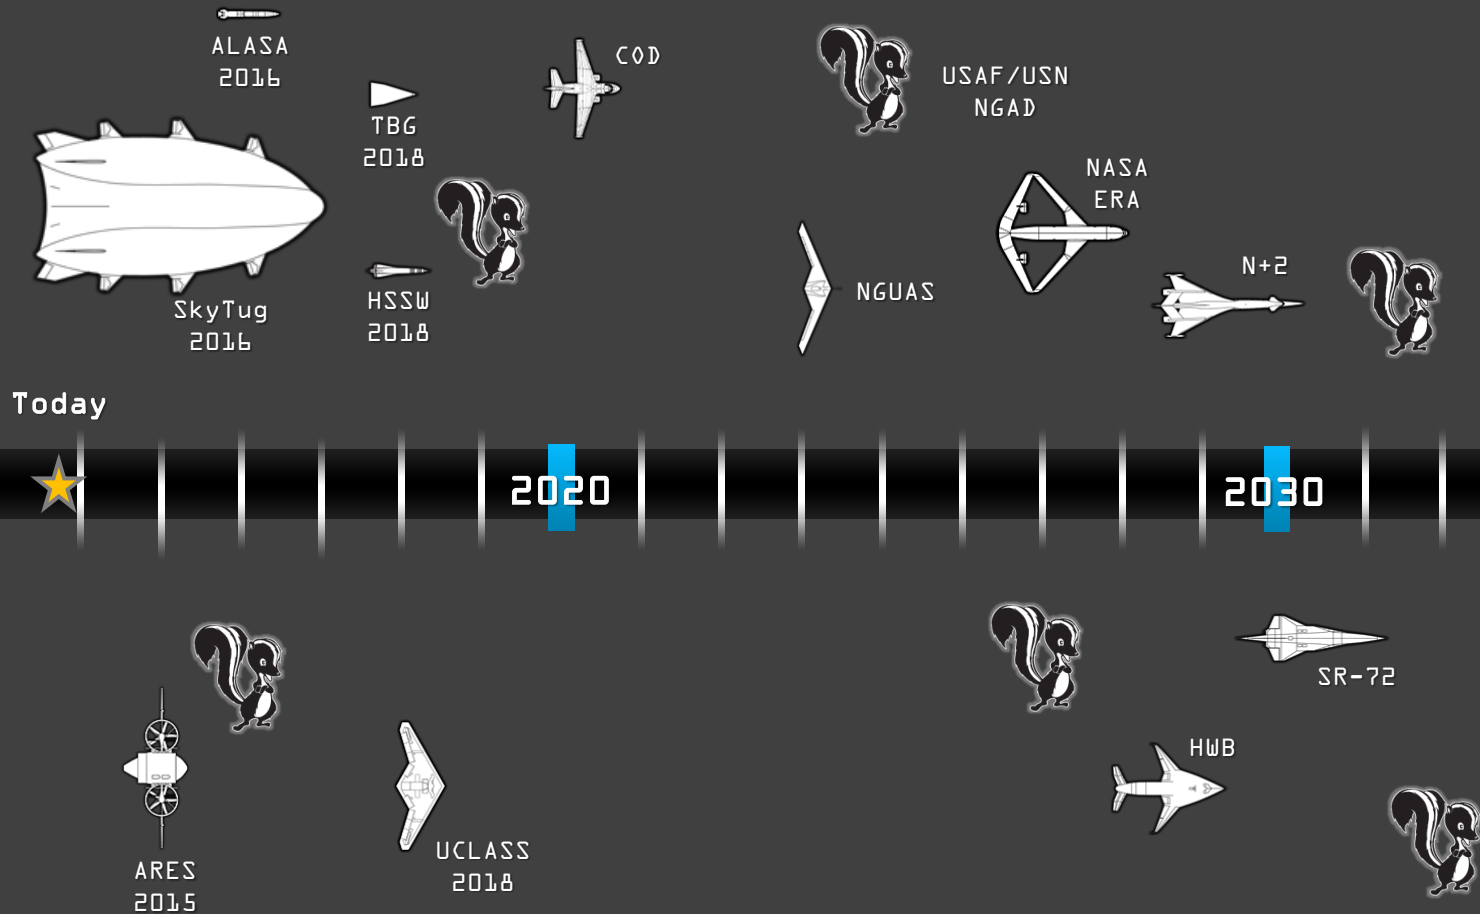 ALASA
2016
COD
USAF/USN
NGAD
TBG
2018
NASA
ERA
N+2
NGUAS
HSSW
2018
SkyTug
2016
Today
2020
2030
SR-72
HWB
UCLASS
2018
ARES
2015